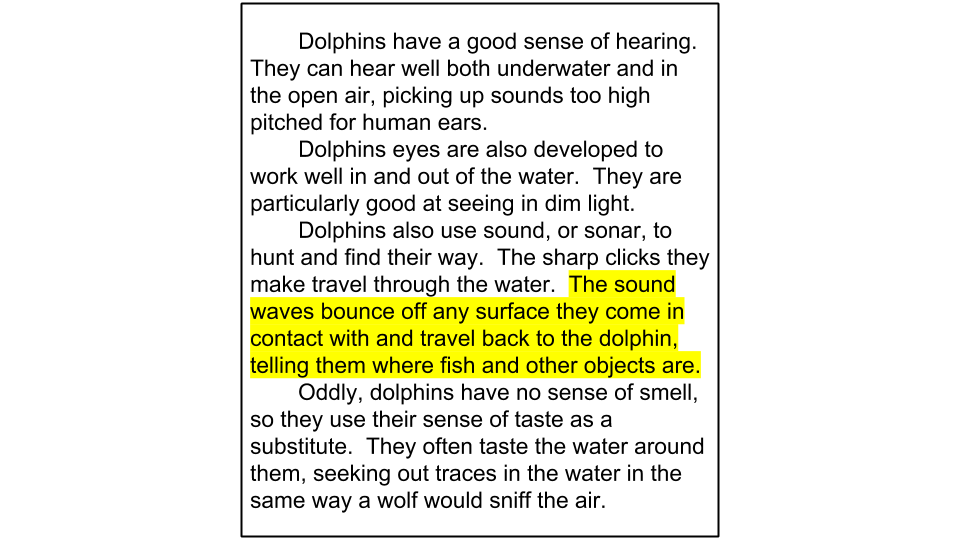 Dolphins have a good sense of hearing.
They can hear well both underwater and in
the open air, picking up sounds too high
pitched for human ears.
Dolphins eyes are also developed to
work well in and out of the water.  They are
particularly good at seeing in dim light.
Dolphins also use sound, or sonar, to
hunt and find their way.  The sharp clicks they
make travel through the water.  The sound
waves bounce off any surface they come in
contact with and travel back to the dolphin,
telling them where fish and other objects are.
Oddly, dolphins have no sense of smell,
so they use their sense of taste as a
substitute.  They often taste the water around
them, seeking out traces in the water in the
same way a wolf would sniff the air.